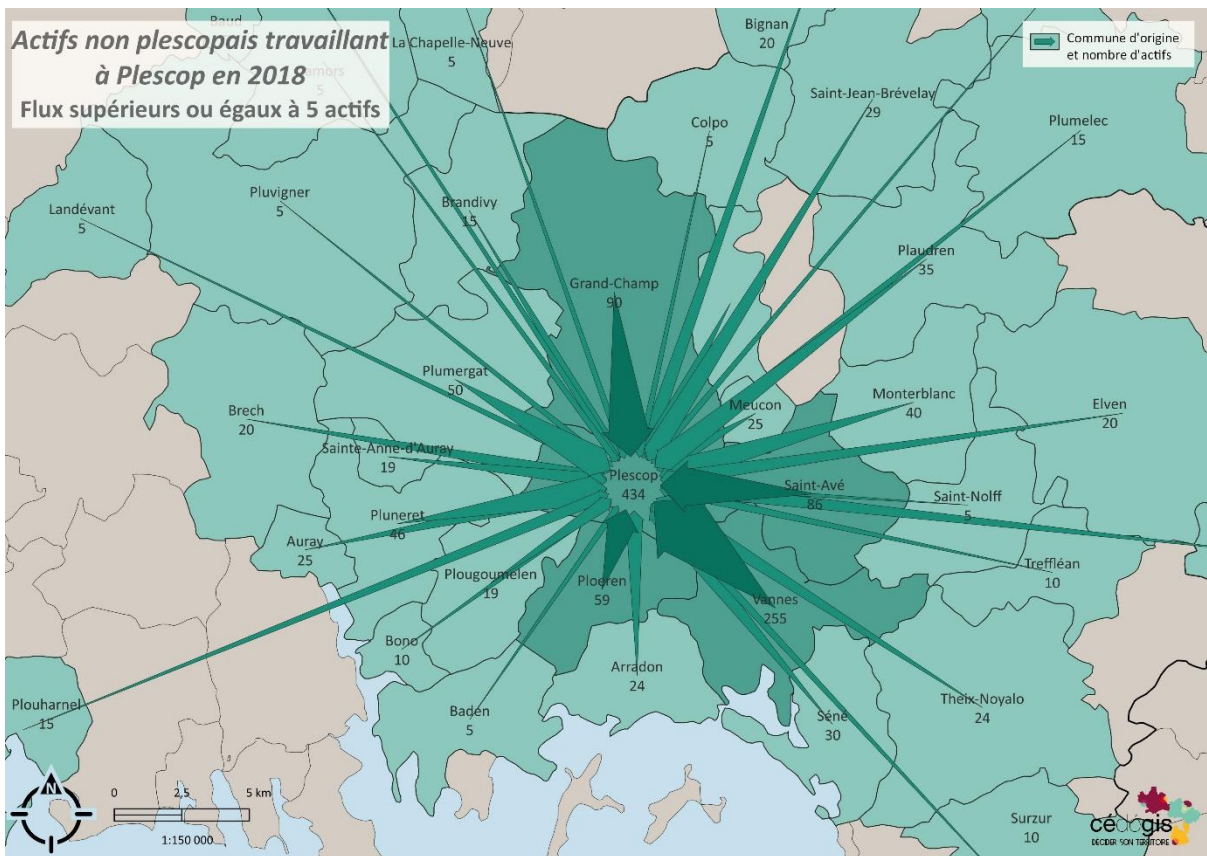 Actifs non plescopais travaillant
à Plescop en 2018
Flux supérieurs ou égaux à 5 actifs
Commune d'origine
et nombre d'actifs
Baud
La Chapelle-Neuve
5
Bignan
20
Camors
5
Saint-Jean-Brévelay
29
Colpo
5
Plumelec
15
Landévant
5
Pluvigner
5
Brandivy
15
Plaudren
35
Grand-Champ
90
Plumergat
50
Brech
20
Meucon
25
Monterblanc
40
Elven
20
Sainte-Anne-d'Auray
19
Plescop
434
Saint-Avé
86
Saint-Nolff
5
Pluneret
46
Auray
25
Treffléan
10
Plougoumelen
19
Ploeren
59
Vannes
255
Bono
10
Arradon
24
Plouharnel
15
Baden
5
Séné
30
Theix-Noyalo
24
Surzur
10
N
0 2,5 5 km
1:150 000
cédégis
DECIDER SON TERRITOIRE